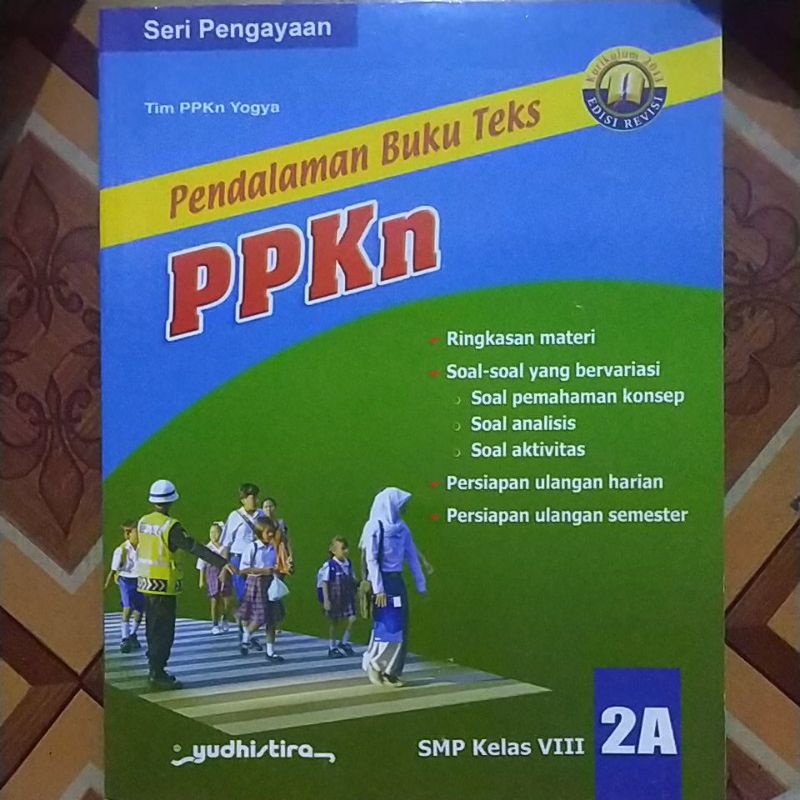 Seri Pengayaan
Tim PPKn Yogya
Kurikulum 2013
EDISI REVISI
Pendalaman Buku Teks
PPKn
Ringkasan materi
Soal-soal yang bervariasi
Soal pemahaman konsep
Soal analisis
Soal aktivitas
Persiapan ulangan harian
Persiapan ulangan semester
yudhistira
SMP Kelas VIII
2A